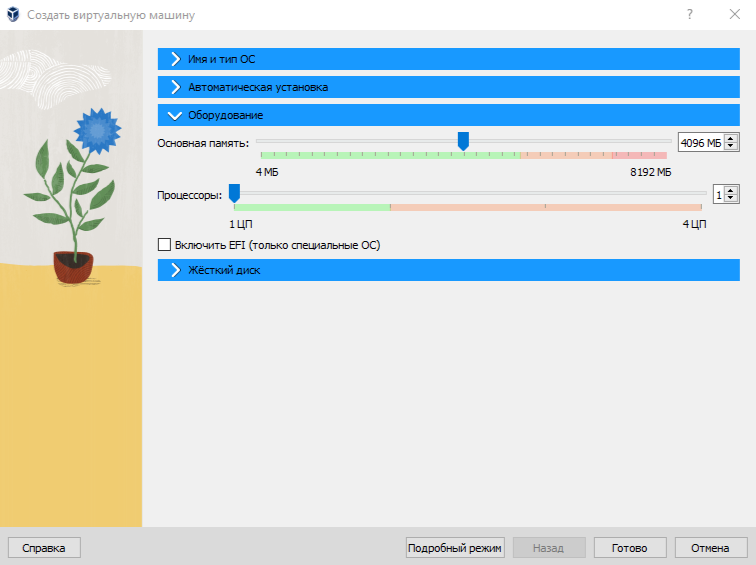 Создать виртуальную машину
Имя и тип ОС
Автоматическая установка
Оборудование
Основная память: 4096 МБ
4 МБ 8192 МБ
Процессоры: 1
1 ЦП 4 ЦП
Включить EFI (только специальные ОС)
Жёсткий диск
Справка Подробный режим Назад Готово Отмена